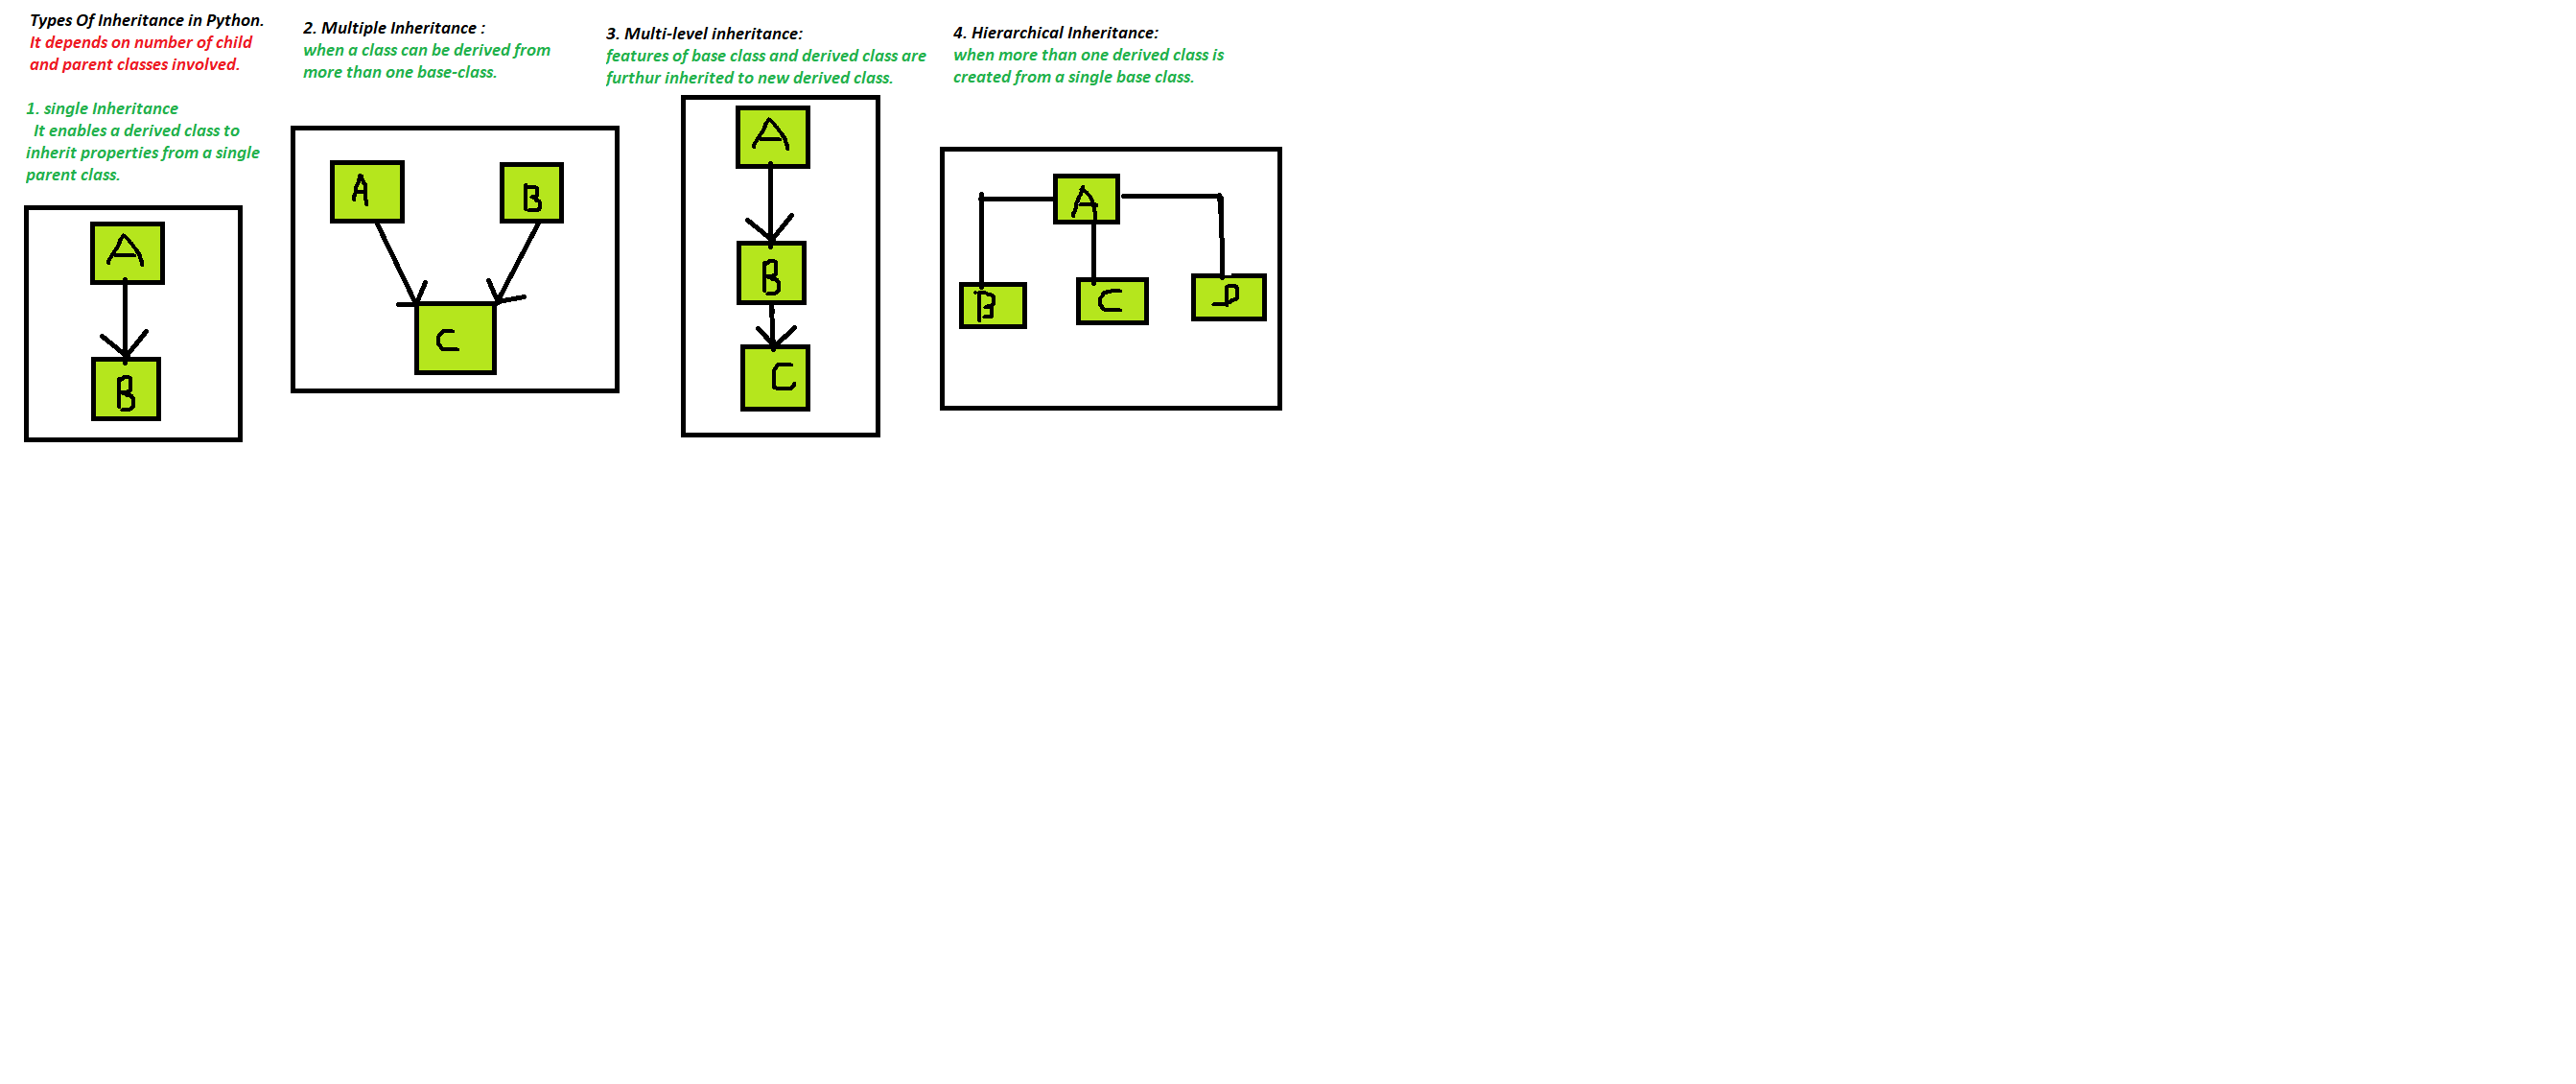 Types Of Inheritance in Python.
It depends on number of child
and parent classes involved.
1. single Inheritance
It enables a derived class to
inherit properties from a single
parent class.
A
B
2. Multiple Inheritance :
when a class can be derived from
more than one base-class.
A
B
C
3. Multi-level inheritance:
features of base class and derived class are
furthur inherited to new derived class.
A
B
C
4. Hierarchical Inheritance:
when more than one derived class is
created from a single base class.
A
B
C
D